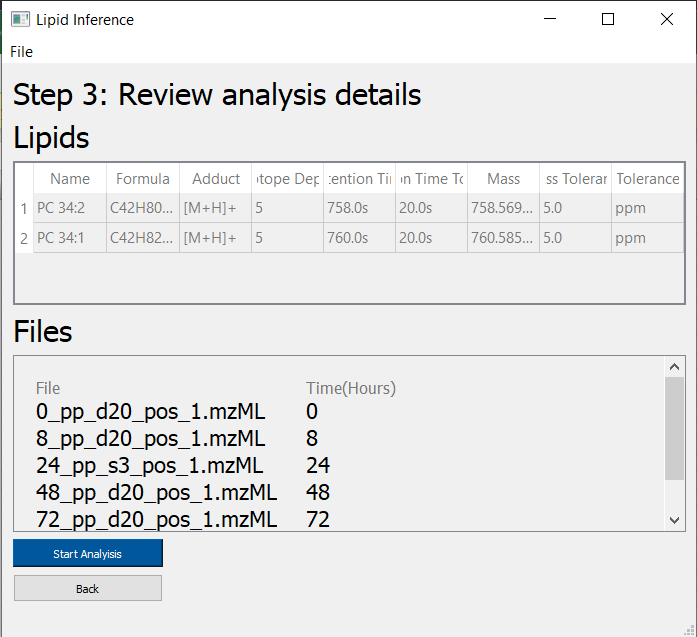 Lipid Inference
File
Step 3: Review analysis details
Lipids
Name Formula Adduct otope Dep tention Ti on Time To Mass ss Tolerar Tolerance
1 PC 34:2 C42H80... [M+H]+ 5 758.0s 20.0s 758.569... 5.0 ppm
2 PC 34:1 C42H82... [M+H]+ 5 760.0s 20.0s 760.585... 5.0 ppm
Files
File Time(Hours)
0_pp_d20_pos_1.mzML 0
8_pp_d20_pos_1.mzML 8
24_pp_s3_pos_1.mzML 24
48_pp_d20_pos_1.mzML 48
72_pp_d20_pos_1.mzML 72
Start Analyisis
Back